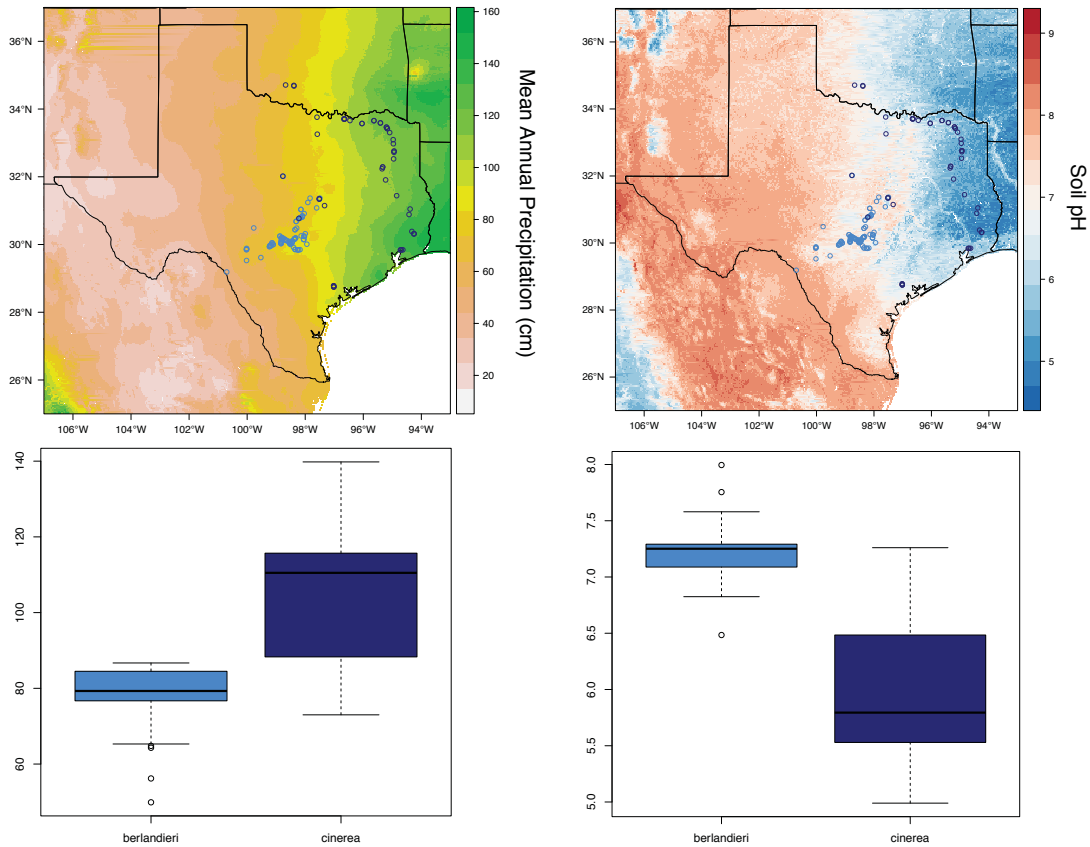 36°N
34°N
32°N
30°N
28°N
26°N
106°W
104°W
102°W
100°W
98°W
96°W
94°W
160
140
120
100
80
60
40
20
Mean Annual Precipitation (cm)
36°N
34°N
32°N
30°N
28°N
26°N
106°W
104°W
102°W
100°W
98°W
96°W
94°W
9
8
7
6
5
Soil pH
140
120
100
80
60
berlandieri
cinerea
8.0
7.5
7.0
6.5
6.0
5.5
5.0
berlandieri
cinerea